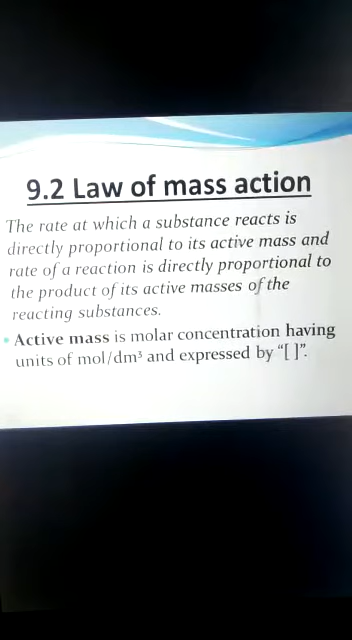 9.2 Law of mass action
The rate at which a substance reacts is
directly proportional to its active mass and
rate of a reaction is directly proportional to
the product of its active masses of the
reacting substances.
• Active mass is molar concentration having
units of mol/dm³ and expressed by “[ ]”.